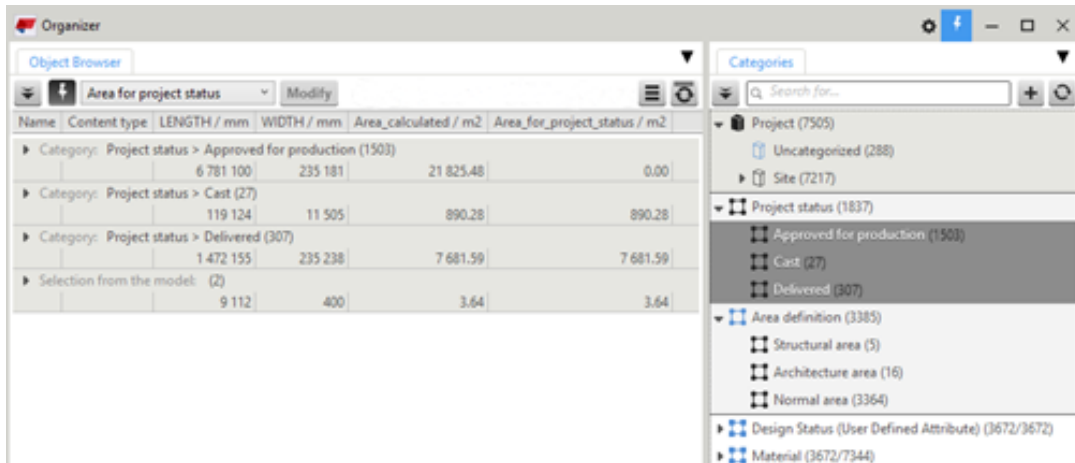 Organizer
Object Browser
Area for project status
Modify
Name Content type LENGTH / mm WIDTH / mm Area_calculated / m2 Area_for_project_status / m2
Category: Project status > Approved for production (1503)
6 781 100 235 181 21 825.48 0.00
Category: Project status > Cast (27)
119 124 11 505 890.28 890.28
Category: Project status > Delivered (307)
1 472 155 235 238 7 681.59 7 681.59
Selection from the model: (2)
9 112 400 3.64 3.64
Categories
Search for...
Project (7505)
Uncategorized (288)
Site (7217)
Project status (1837)
Approved for production (1503)
Cast (27)
Delivered (307)
Area definition (3385)
Structural area (5)
Architecture area (16)
Normal area (3364)
Design Status (User Defined Attribute) (3672/3672)
Material (3672/7344)